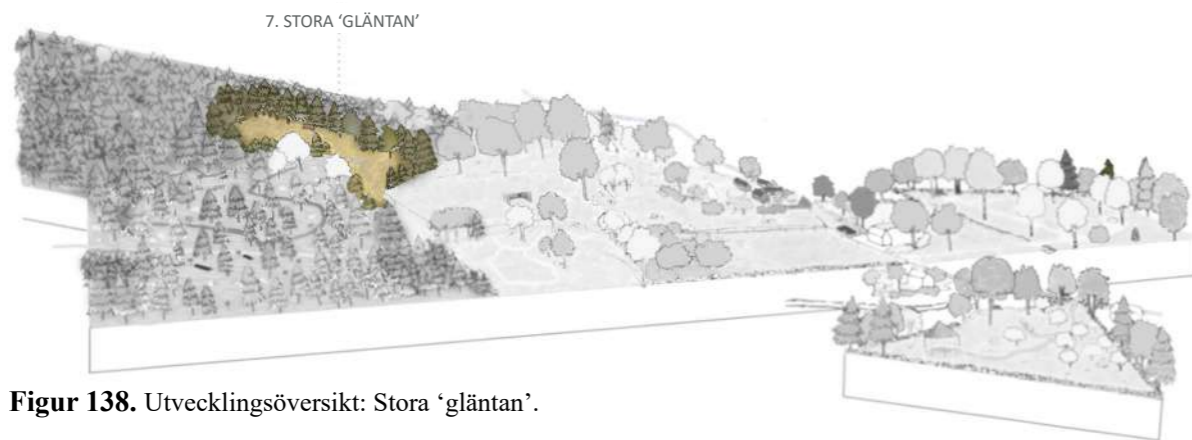 7. STORA ‘GLÄNTAN’
Figur 138. Utvecklingsöversikt: Stora ‘gläntan’.